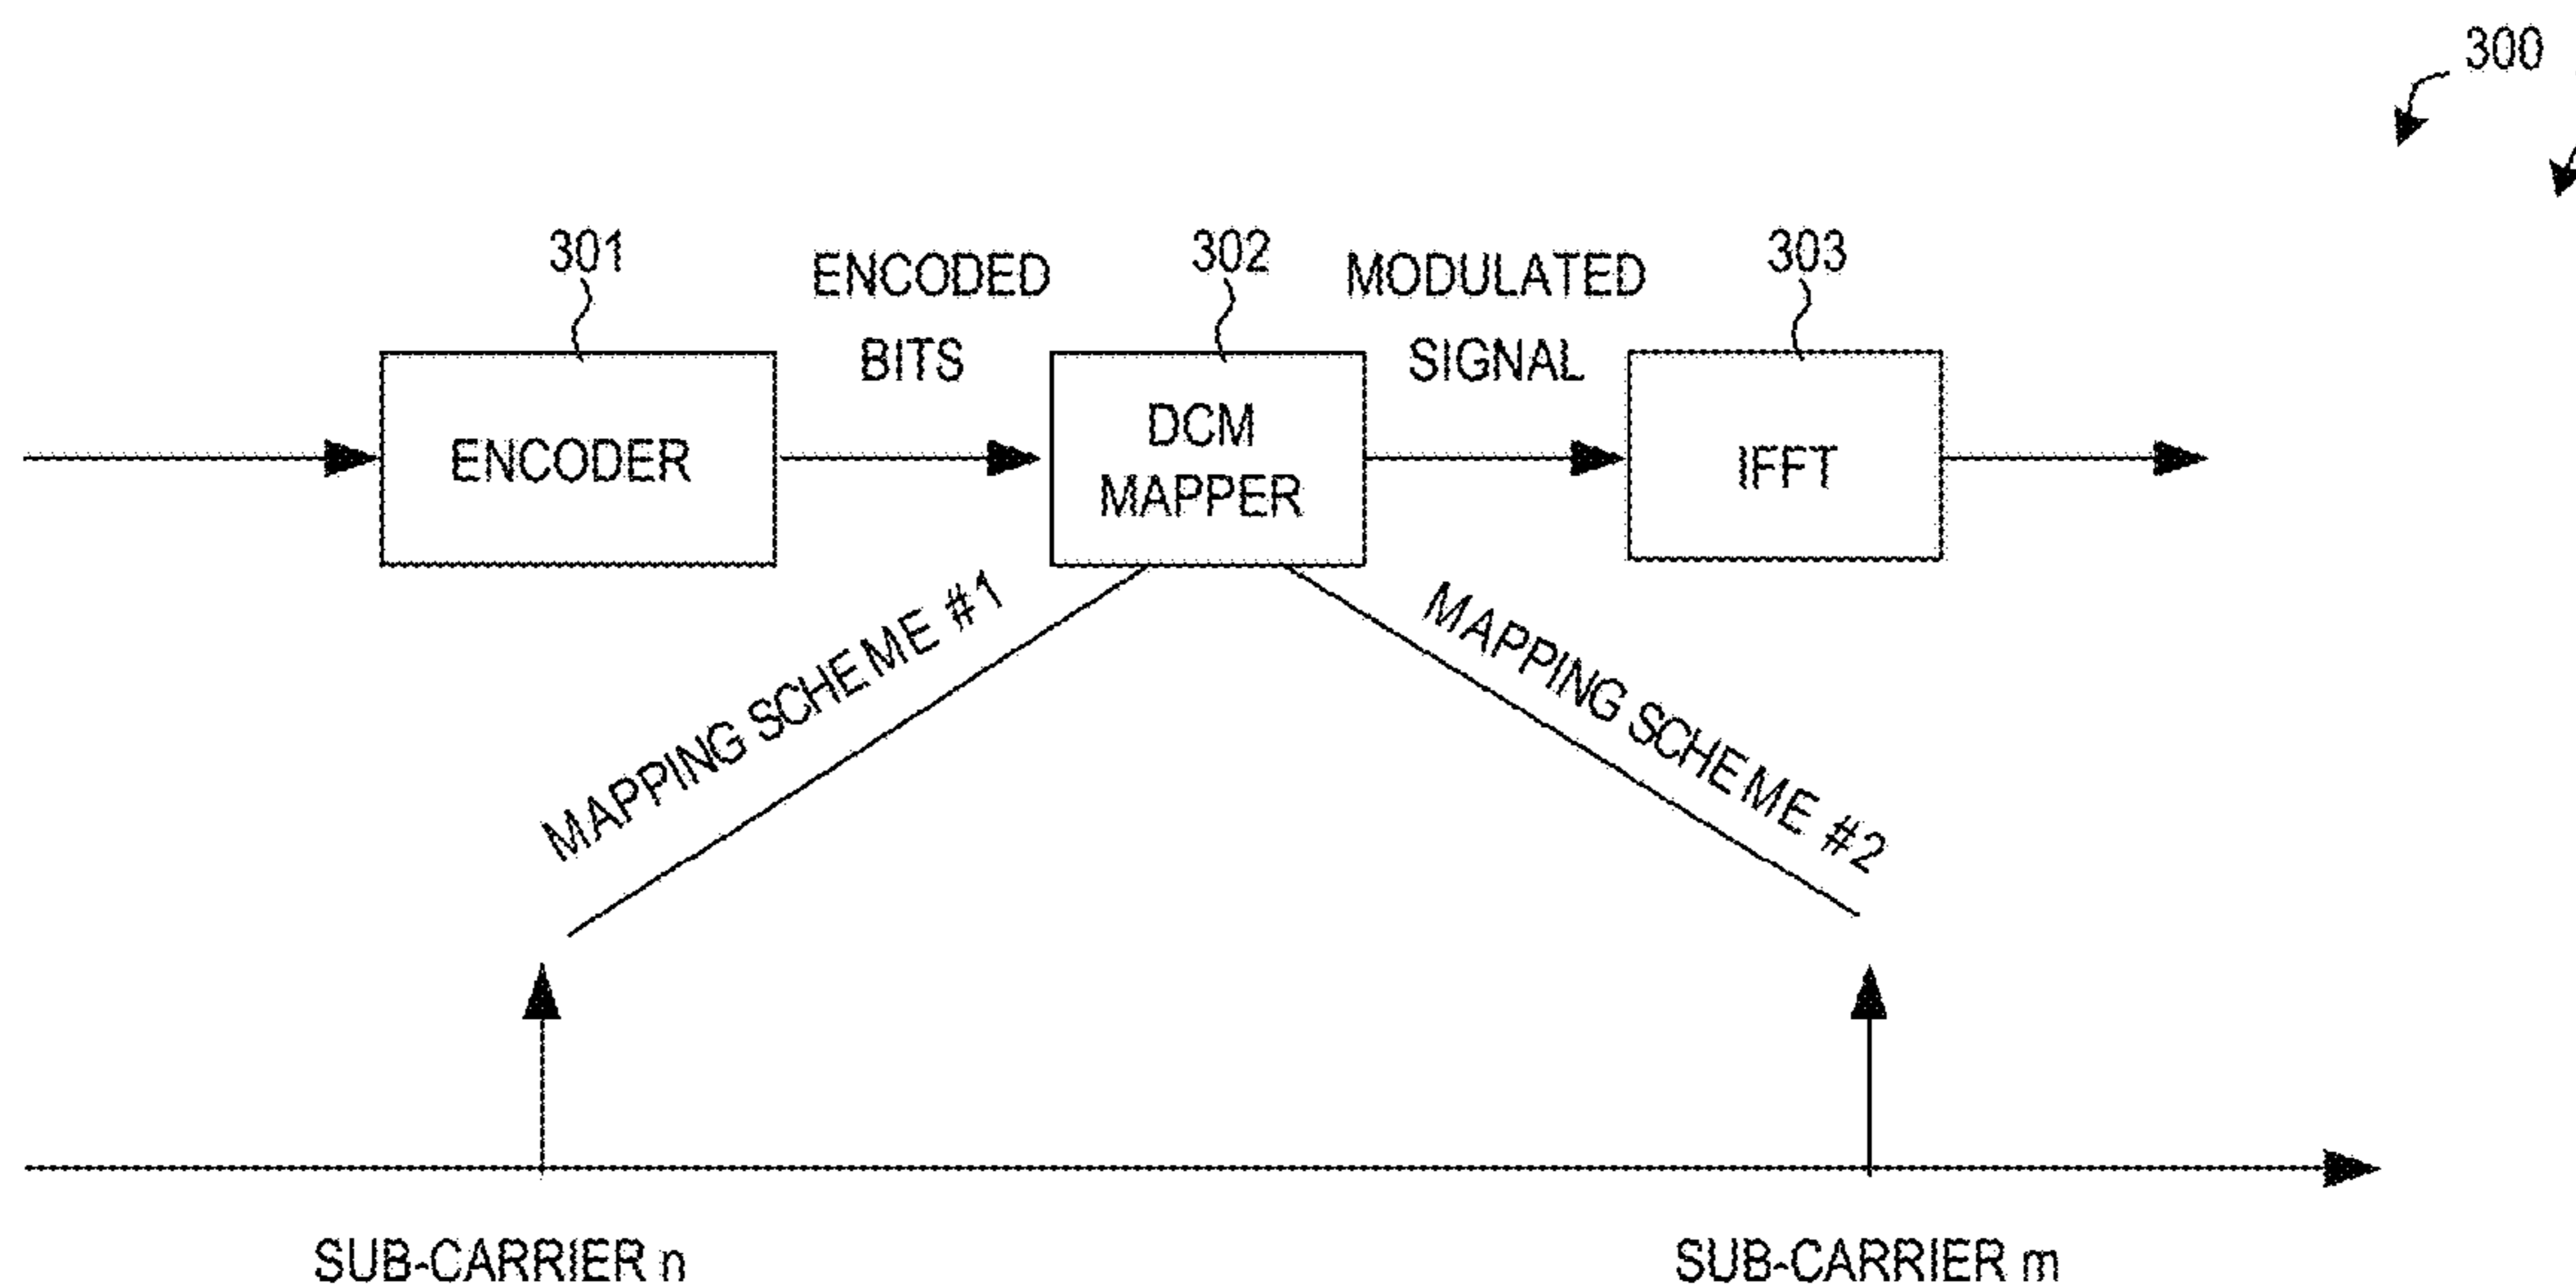 300
301
ENCODED
BITS
302
MODULATED
SIGNAL
303
ENCODER
DCM
MAPPER
IFFT
MAPPING SCHEME #1
MAPPING SCHEME #2
SUB-CARRIER n
SUB-CARRIER m